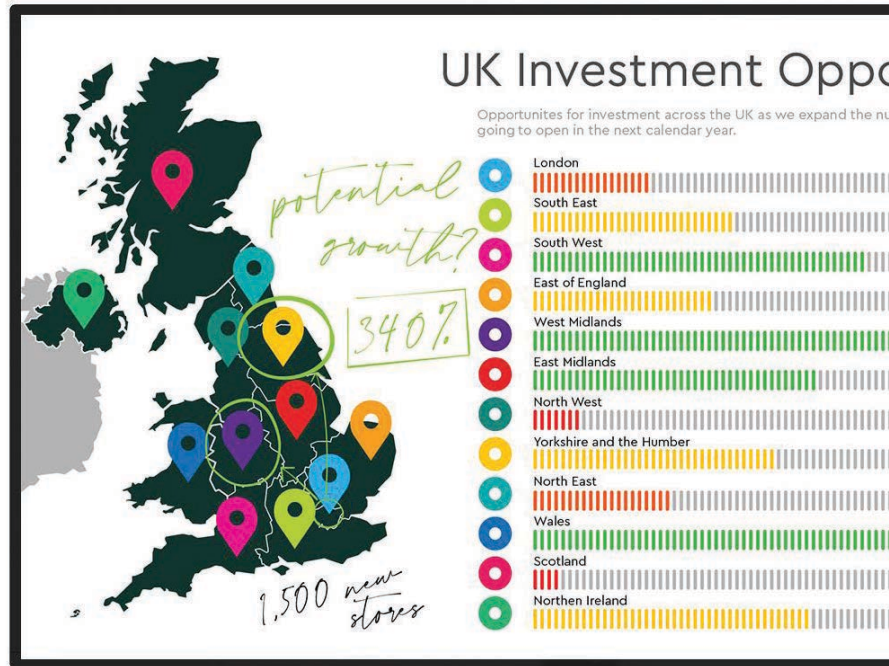 UK Investment Oppo
Opportunites for investment across the UK as we expand the nu
going to open in the next calendar year.
potential
growth?
340%
1,500 new
stores
London
South East
South West
East of England
West Midlands
East Midlands
North West
Yorkshire and the Humber
North East
Wales
Scotland
Northen Ireland